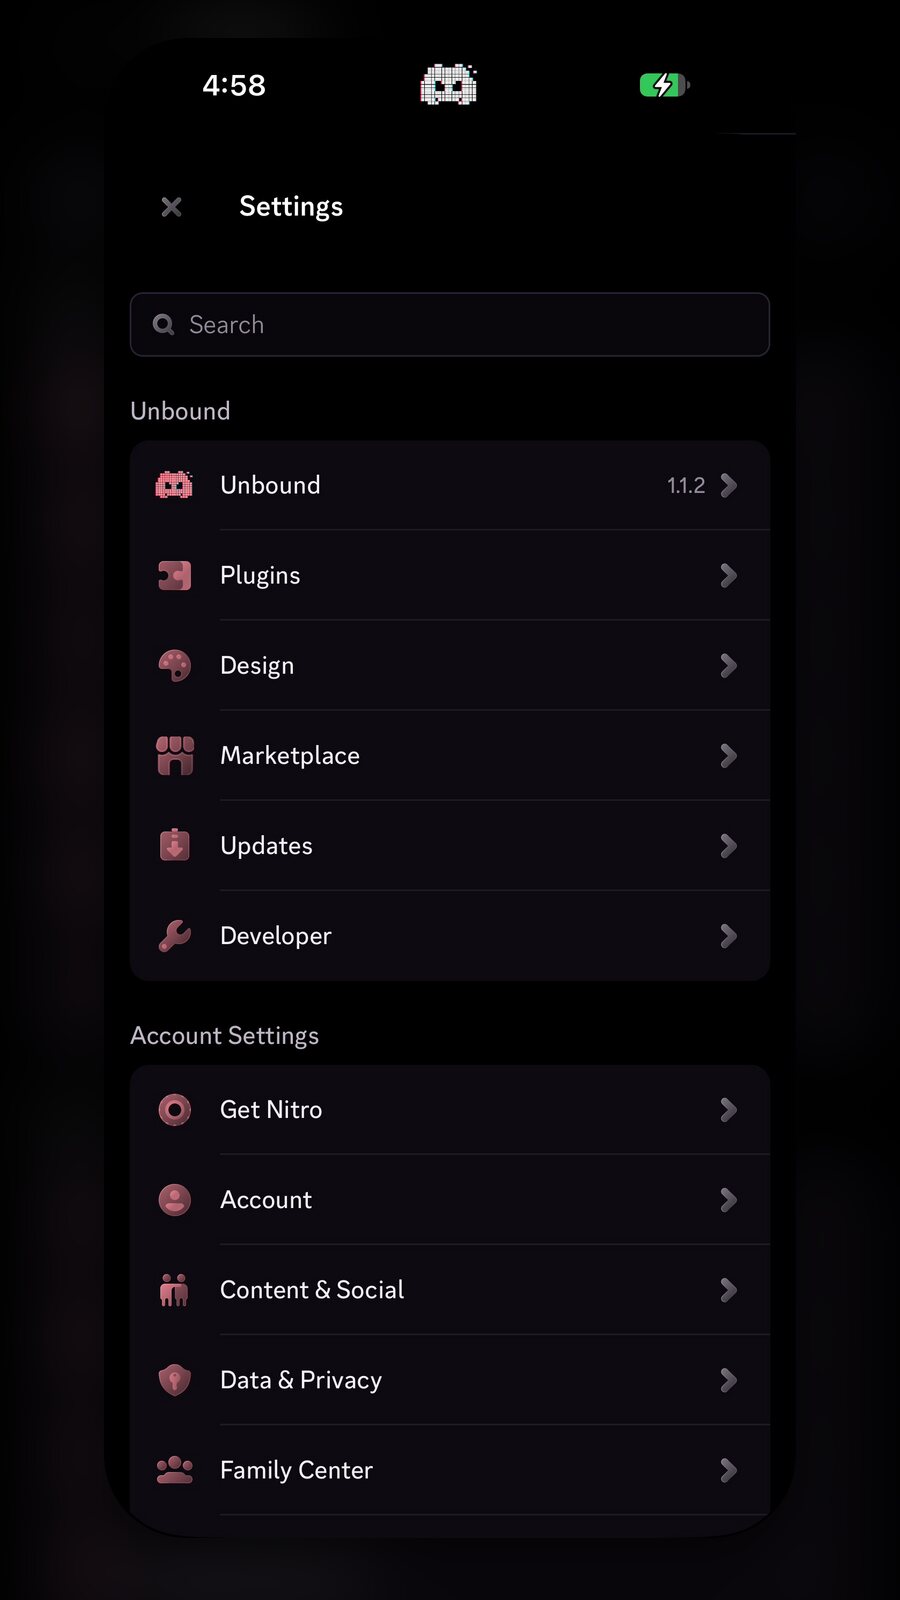 4:58
Settings
Search
Unbound
Unbound 1.1.2
Plugins
Design
Marketplace
Updates
Developer
Account Settings
Get Nitro
Account
Content & Social
Data & Privacy
Family Center